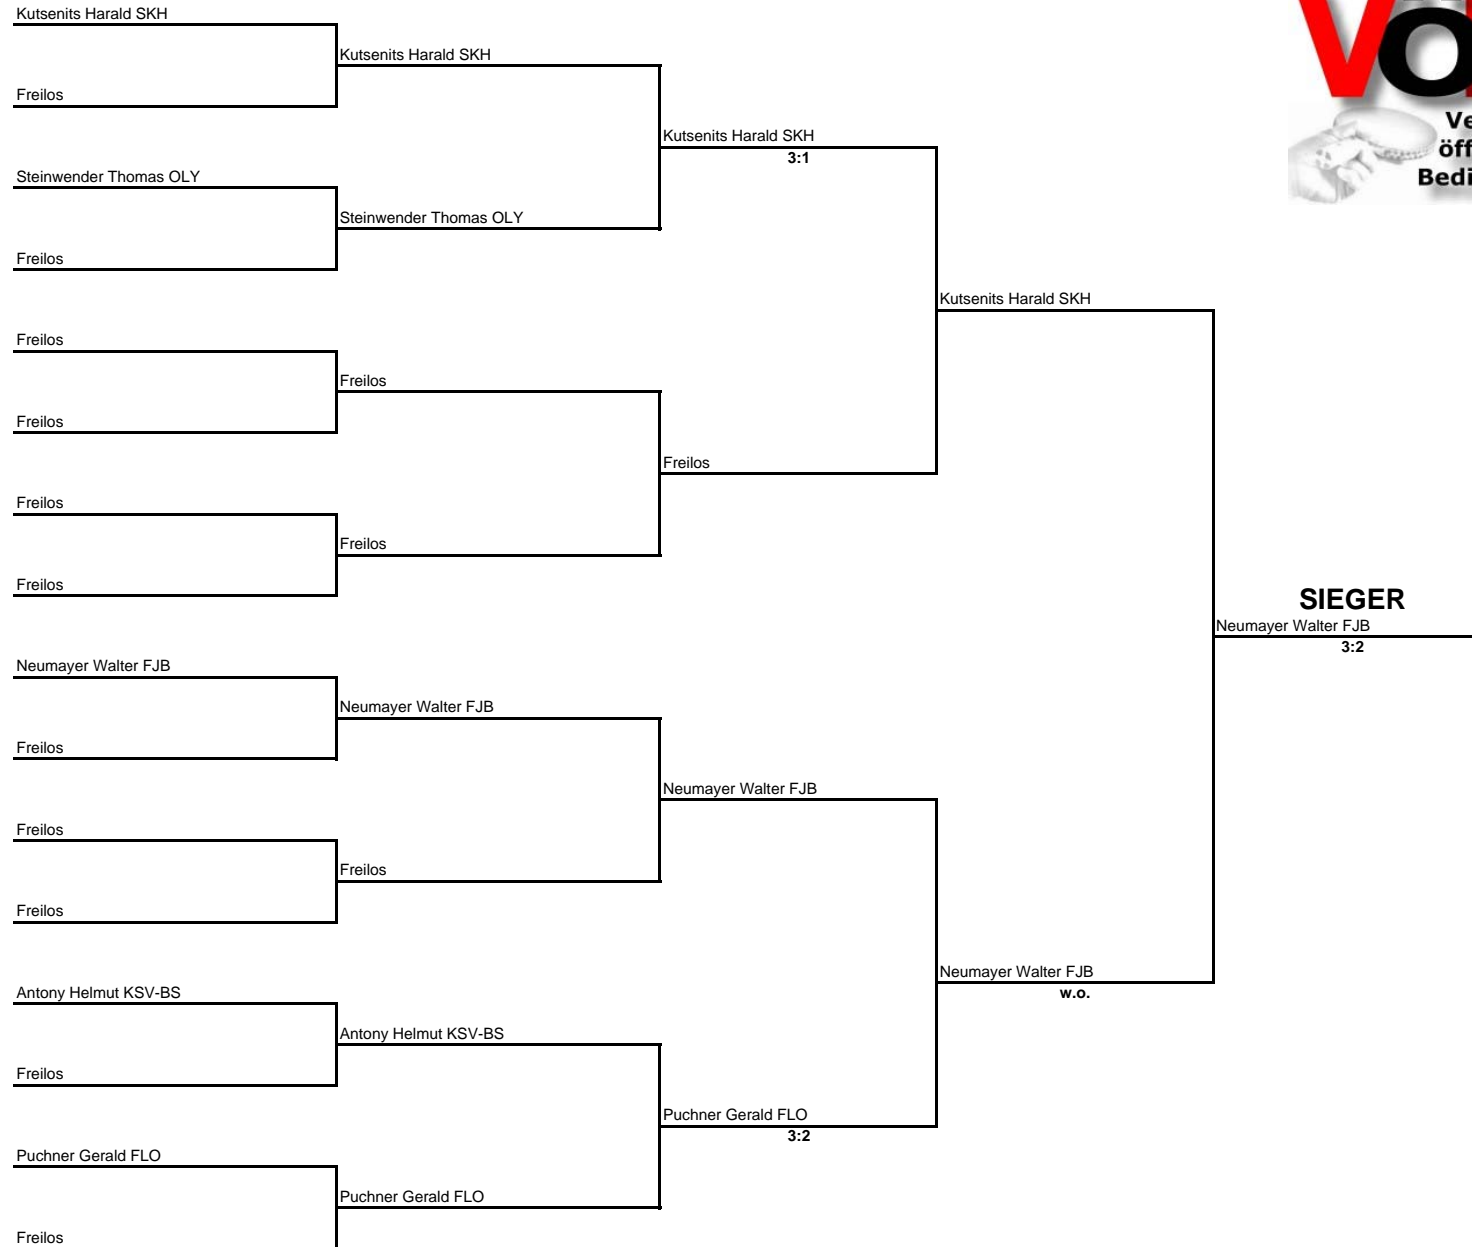 Kutsenits Harald SKH
Kutsenits Harald SKH
Freilos
Kutsenits Harald SKH
3:1
Steinwender Thomas OLY
Steinwender Thomas OLY
Freilos
Kutsenits Harald SKH
Freilos
Freilos
Freilos
Freilos
Freilos
Freilos
Freilos
SIEGER
Neumayer Walter FJB
3:2
Neumayer Walter FJB
Neumayer Walter FJB
Freilos
Neumayer Walter FJB
Freilos
Freilos
Freilos
Neumayer Walter FJB
w.o.
Antony Helmut KSV-BS
Antony Helmut KSV-BS
Freilos
Puchner Gerald FLO
3:2
Puchner Gerald FLO
Puchner Gerald FLO
Freilos